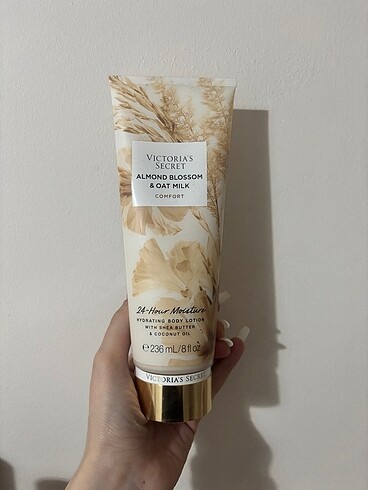 VICTORIA'S
SECRET
ALMOND BLOSSOM
& OAT MILK
COMFORT
24-Hour Moisture
HYDRATING BODY LOTION
WITH SHEA BUTTER
& COCONUT OIL
℮ 236 mL/8 fl oz
VICTORIA'S SECRET